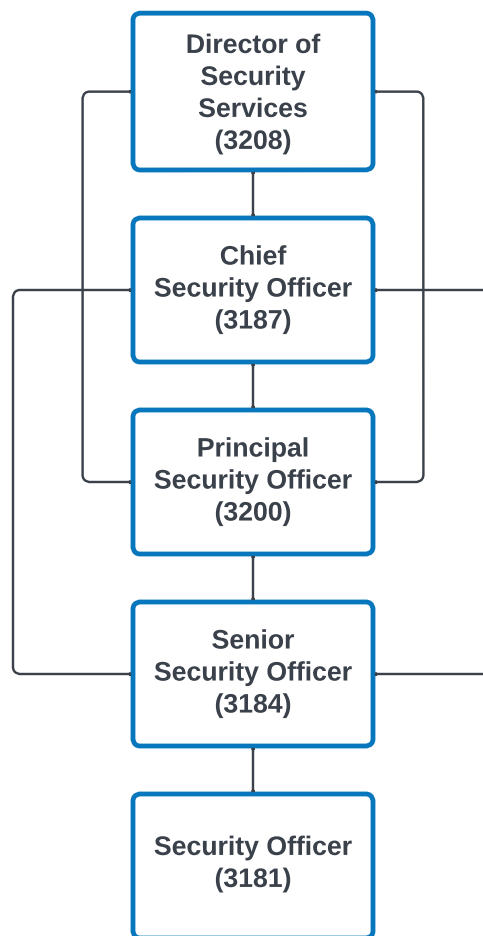 Director of
Security
Services
(3208)
Chief
Security Officer
(3187)
Principal
Security Officer
(3200)
Senior
Security Officer
(3184)
Security Officer
(3181)